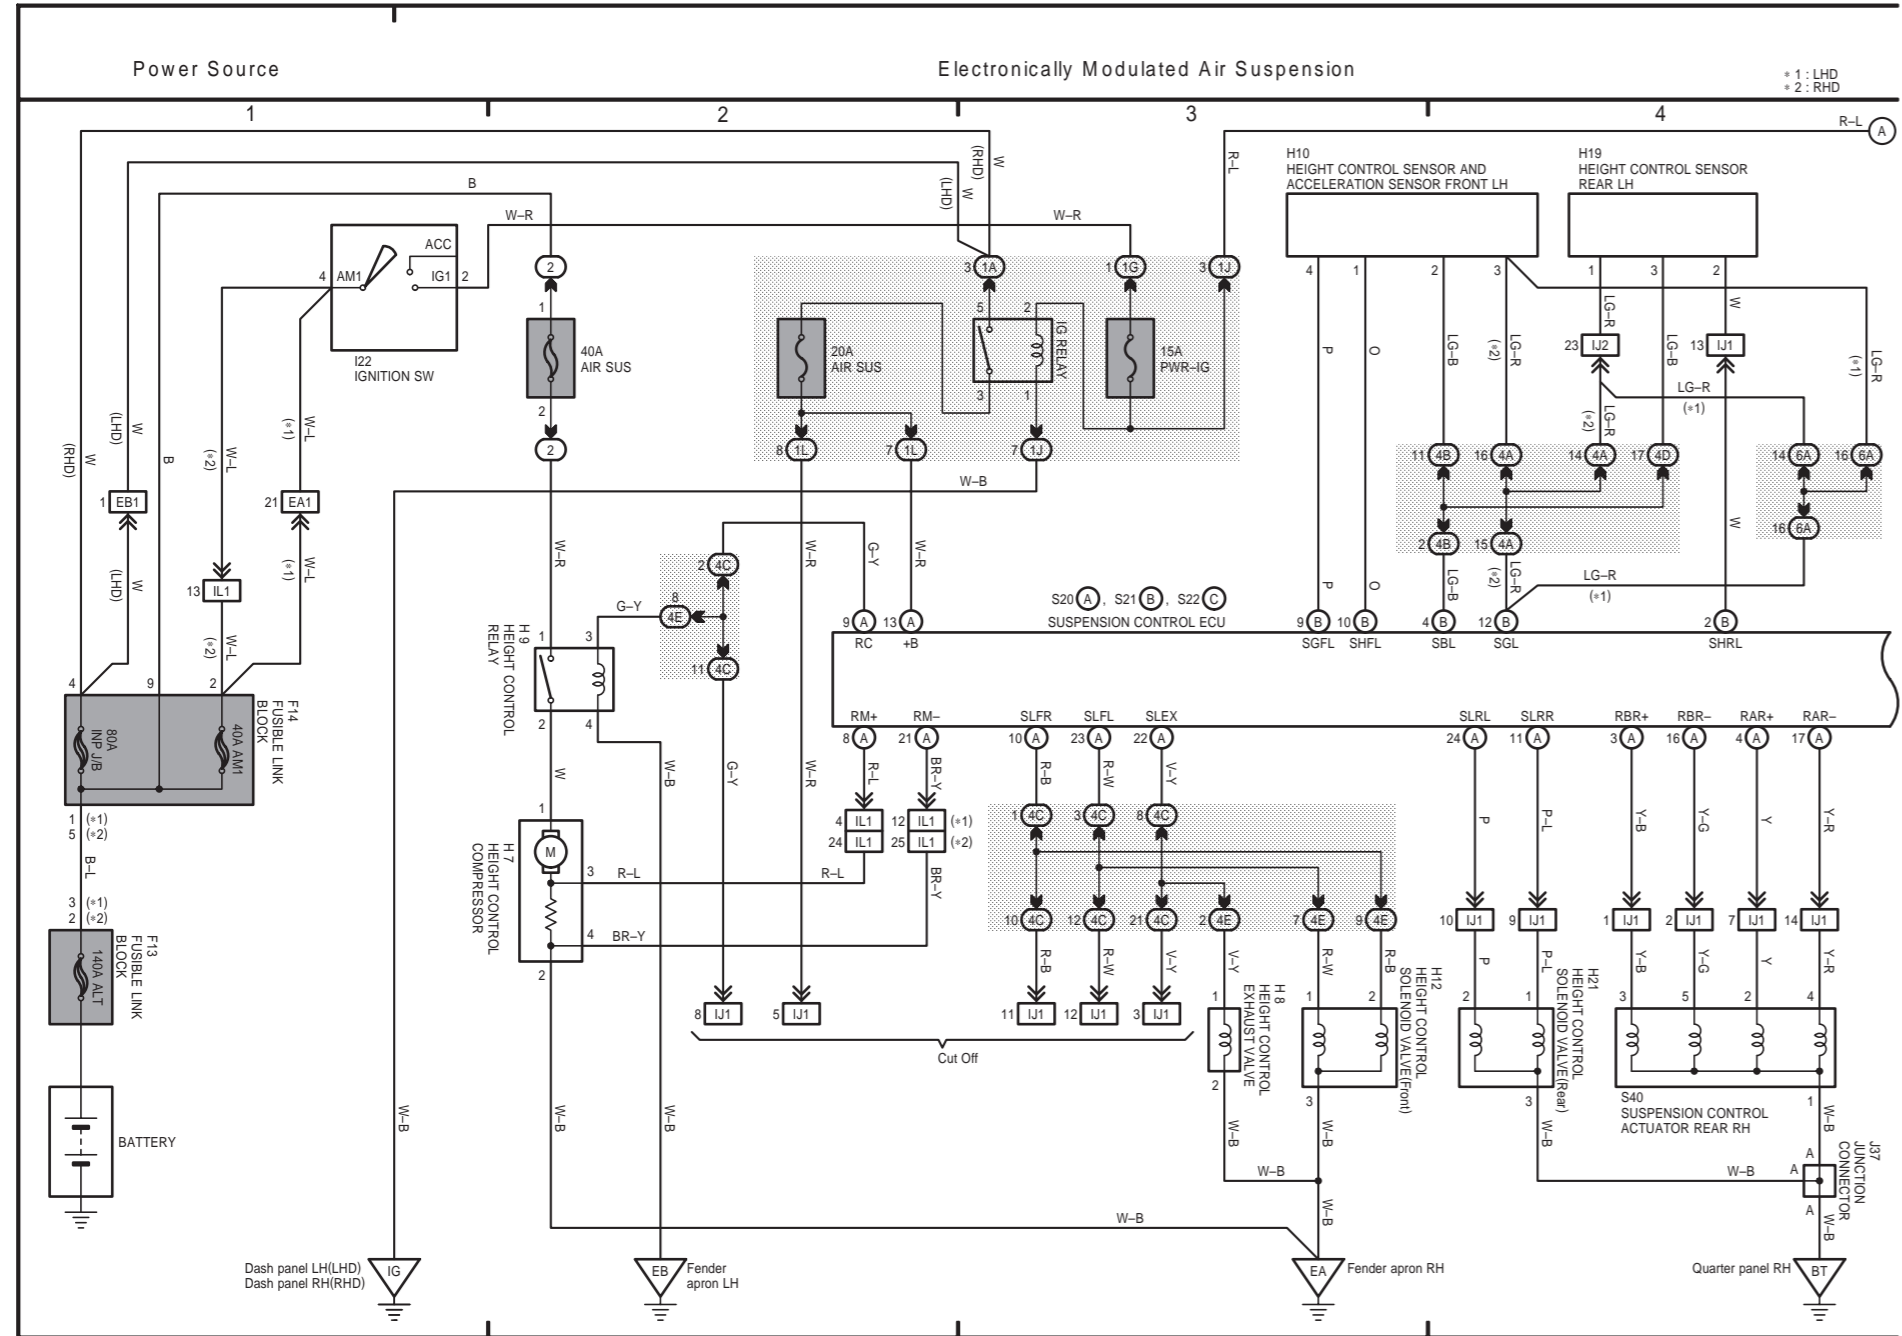 Power Source
Electronically Modulated Air Suspension
* 1 : LHD
* 2 : RHD
1
2
3
4
R–L
A
B
W–R
W–R
W
(RHD)
W
(LHD)
R–L
H10
HEIGHT CONTROL SENSOR AND
ACCELERATION SENSOR FRONT LH
H19
HEIGHT CONTROL SENSOR
REAR LH
4
1
2
3
1
3
2
ACC
4
AM1
IG1
2
I22
IGNITION SW
2
1
40A
AIR SUS
2
2
3
1A
1
1G
3
1J
20A
AIR SUS
5
2
IG RELAY
3
1
15A
PWR–IG
8
1L
7
1L
7
1J
W–B
P
O
LG–B
LG–R
(*2)
LG–R
23
IJ2
LG–B
W
13
IJ1
LG–R
(*1)
LG–R
(*1)
LG–R
(*2)
11
4B
16
4A
14
4A
17
4D
14
6A
16
6A
2
4B
15
4A
16
6A
W
LG–B
LG–R
(*2)
LG–R
(*1)
P
O
W
(RHD)
W
(LHD)
B
W–L
(*2)
W–L
(*1)
1
EB1
21
EA1
W
(LHD)
W–L
(*1)
13
IL1
W–L
(*2)
W–R
W–R
G–Y
W–R
2
4C
8
4E
G–Y
11
4C
S20 A , S21 B , S22 C
SUSPENSION CONTROL ECU
9
A
13
A
9
B
10
B
4
B
12
B
2
B
RC
+B
SGFL
SHFL
SBL
SGL
SHRL
1
3
H 9
HEIGHT CONTROL
RELAY
2
4
4
9
2
F14
FUSIBLE LINK
BLOCK
80A
INP J/B
40A AM1
1 (*1)
5 (*2)
B–L
3 (*1)
2 (*2)
F13
FUSIBLE LINK
BLOCK
140A ALT
BATTERY
RM+
RM–
SLFR
SLFL
SLEX
SLRL
SLRR
RBR+
RBR–
RAR+
RAR–
8
A
21
A
10
A
23
A
22
A
24
A
11
A
3
A
16
A
4
A
17
A
W
W–B
G–Y
W–R
R–L
BR–Y
R–B
R–W
V–Y
P
P–L
Y–B
Y–G
Y
Y–R
4
IL1
12
IL1
(*1)
24
IL1
25
IL1
(*2)
1
4C
3
4C
8
4C
1
M
H 7
HEIGHT CONTROL
COMPRESSOR
3
R–L
R–L
BR–Y
4
BR–Y
2
10
4C
12
4C
21
4C
2
4E
7
4E
9
4E
10
IJ1
9
IJ1
1
IJ1
2
IJ1
7
IJ1
14
IJ1
R–B
R–W
V–Y
V–Y
R–W
R–B
P
P–L
Y–B
Y–G
Y
Y–R
8
IJ1
5
IJ1
11
IJ1
12
IJ1
3
IJ1
Cut Off
1
H 8
HEIGHT CONTROL
EXHAUST VALVE
2
1
2
H12
HEIGHT CONTROL
SOLENOID VALVE(Front)
3
2
1
H21
HEIGHT CONTROL
SOLENOID VALVE(Rear)
3
3
5
2
4
S40
SUSPENSION CONTROL
ACTUATOR REAR RH
1
W–B
W–B
W–B
W–B
W–B
W–B
W–B
A
A
A
J37
JUNCTION
CONNECTOR
W–B
W–B
W–B
W–B
W–B
Dash panel LH(LHD)
Dash panel RH(RHD)
IG
EB
Fender
apron LH
EA
Fender apron RH
Quarter panel RH
BT